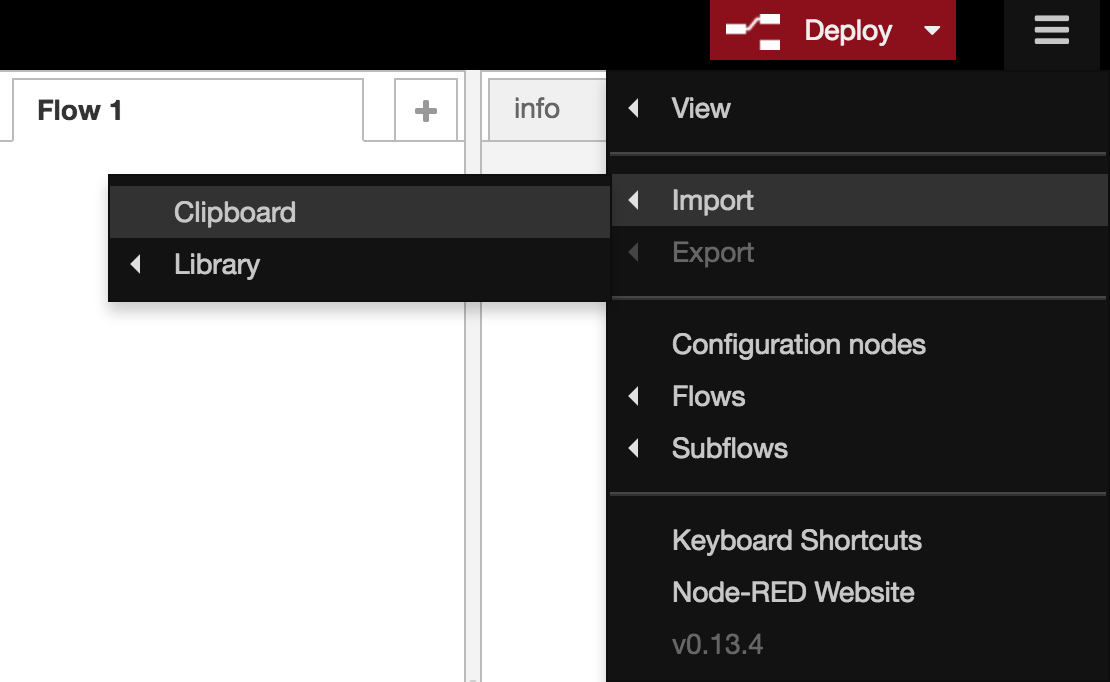 Deploy
Flow 1
+
info
View
Import
Export
Clipboard
Library
Configuration nodes
Flows
Subflows
Keyboard Shortcuts
Node-RED Website
v0.13.4